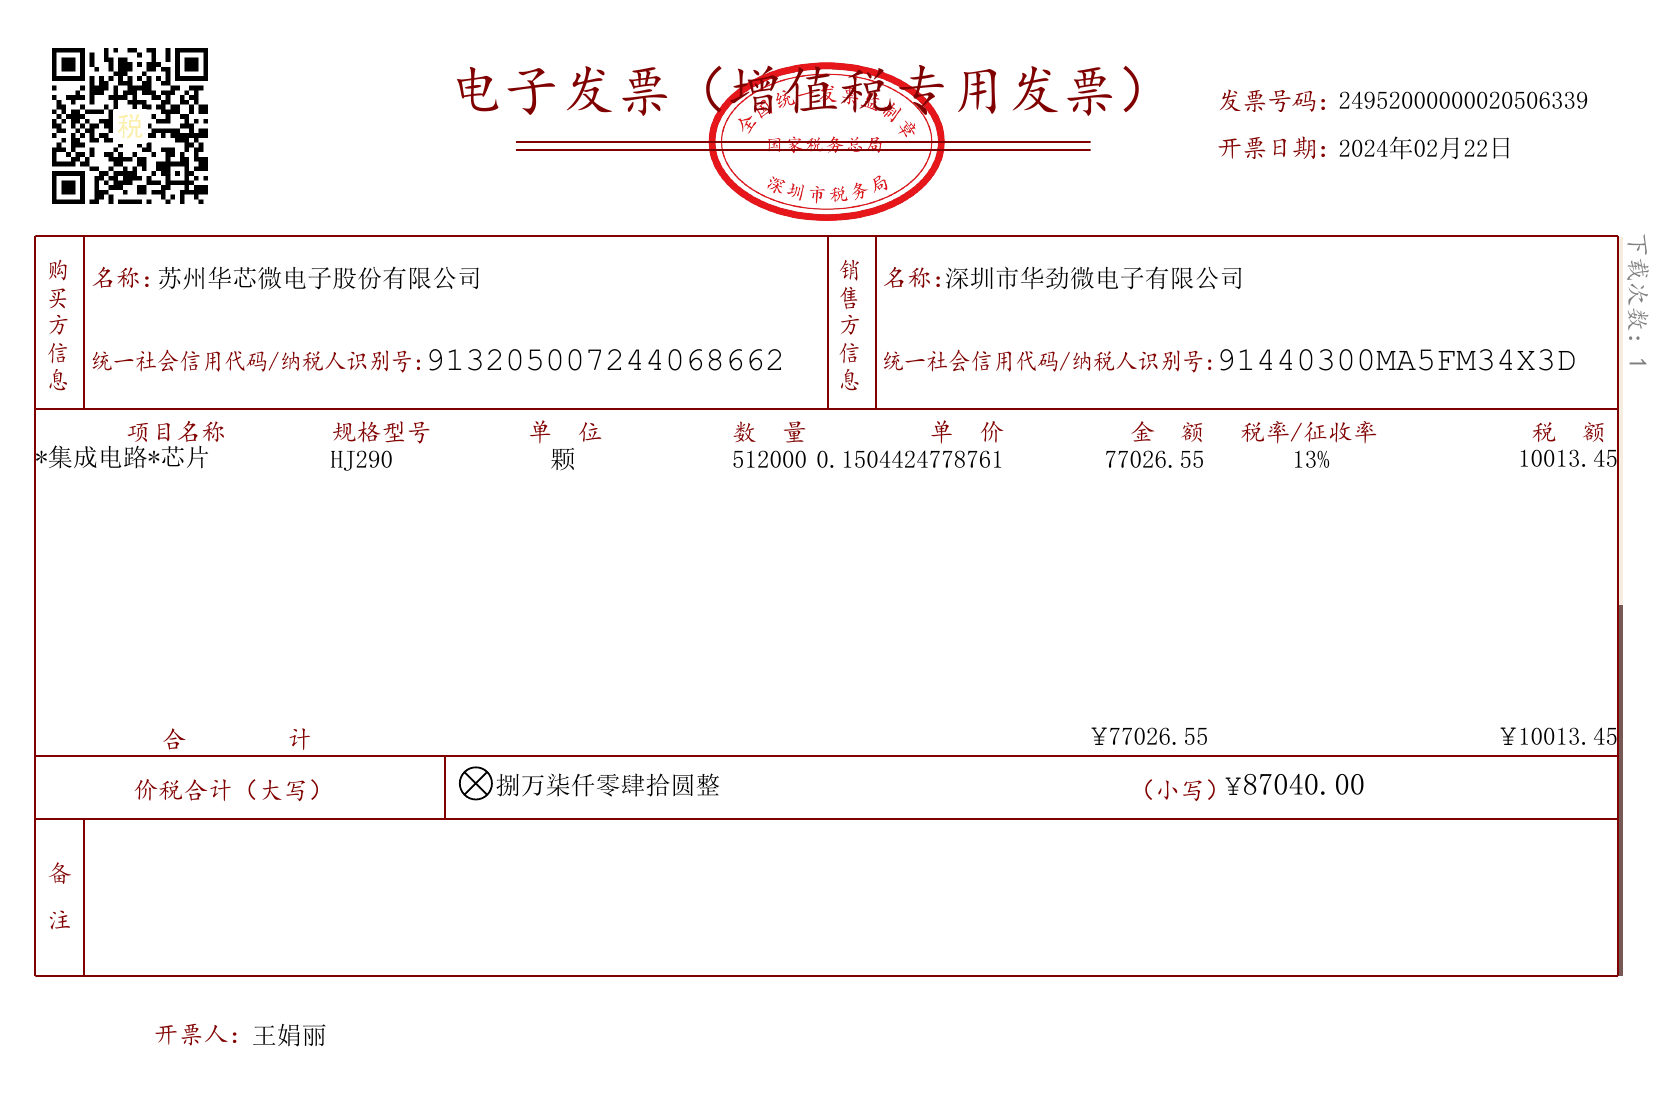 电子发票（增值税专用发票）
全国统一发票监制章
国家税务总局
深圳市税务局
税
发票号码：24952000000020506339
开票日期：2024年02月22日
下载次数：1
购买方信息
名称：苏州华芯微电子股份有限公司
统一社会信用代码/纳税人识别号：913205007244068662
销售方信息
名称：深圳市华劲微电子有限公司
统一社会信用代码/纳税人识别号：91440300MA5FM34X3D
项目名称 规格型号 单位 数量 单价 金额 税率/征收率 税额
*集成电路*芯片 HJ290 颗 512000 0.1504424778761 77026.55 13% 10013.45
合计 ¥77026.55 ¥10013.45
价税合计（大写） ⊗捌万柒仟零肆拾圆整 （小写）¥87040.00
备注
开票人：王娟丽